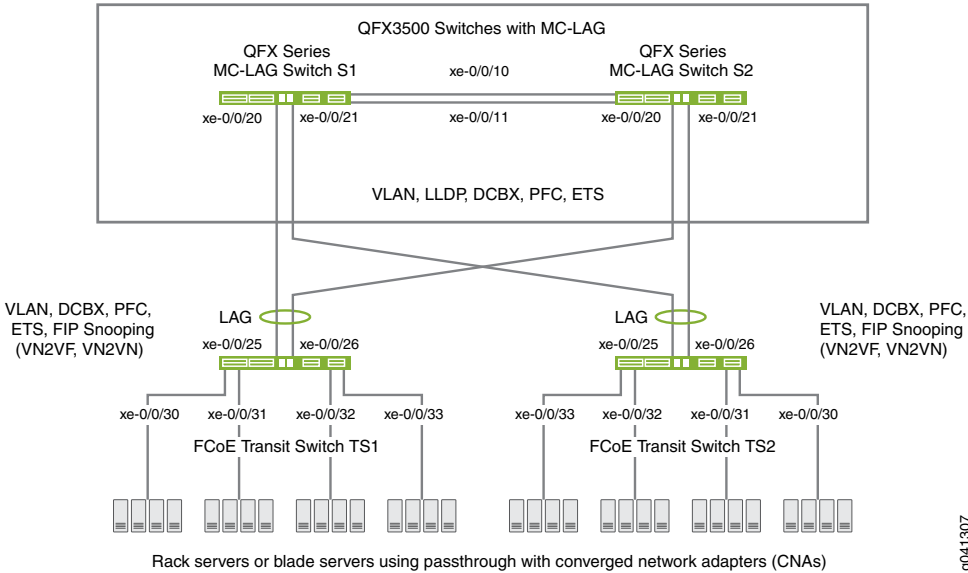 QFX3500 Switches with MC-LAG
QFX Series
MC-LAG Switch S1
QFX Series
MC-LAG Switch S2
xe-0/0/10
xe-0/0/20
xe-0/0/21
xe-0/0/11
xe-0/0/20
xe-0/0/21
VLAN, LLDP, DCBX, PFC, ETS
VLAN, DCBX, PFC,
ETS, FIP Snooping
(VN2VF, VN2VN)
LAG
LAG
VLAN, DCBX, PFC,
ETS, FIP Snooping
(VN2VF, VN2VN)
xe-0/0/25
xe-0/0/26
xe-0/0/25
xe-0/0/26
xe-0/0/30
xe-0/0/31
xe-0/0/32
xe-0/0/33
xe-0/0/33
xe-0/0/32
xe-0/0/31
xe-0/0/30
FCoE Transit Switch TS1
FCoE Transit Switch TS2
Rack servers or blade servers using passthrough with converged network adapters (CNAs)
g041307